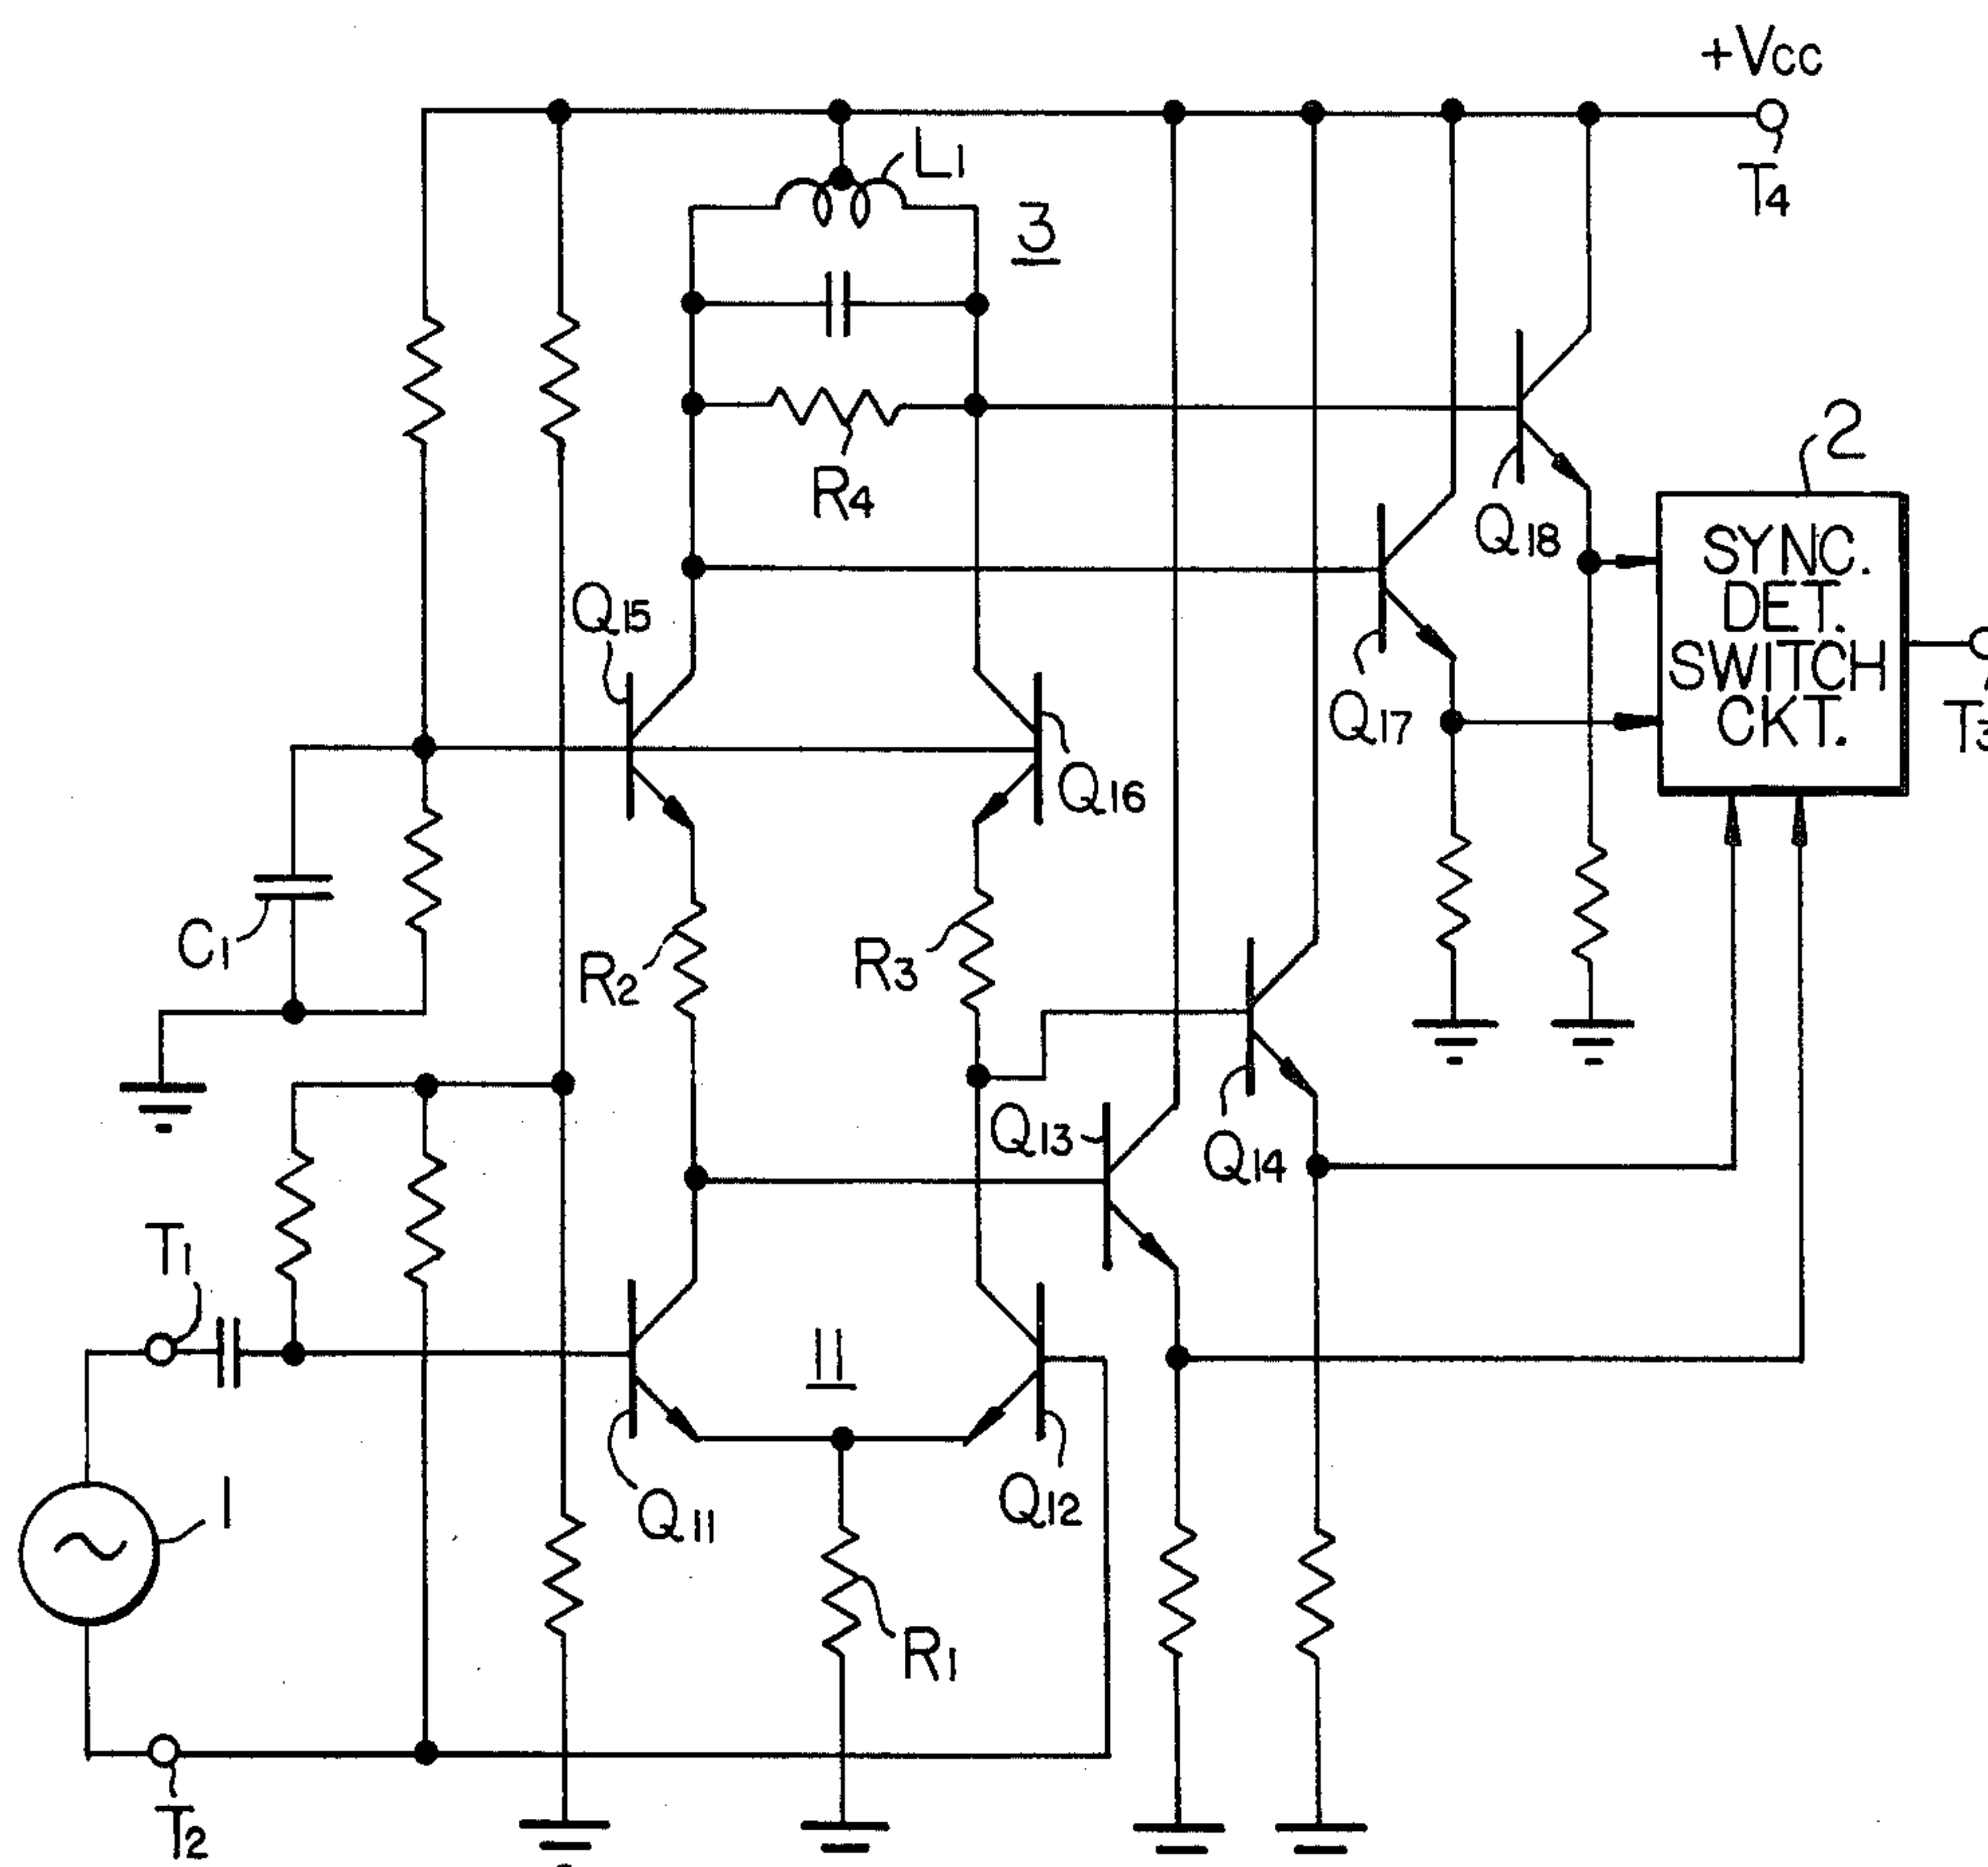 +Vcc
T4
L1
3
R4
2
Q18
SYNC.
DET.
SWITCH
CKT.
Q17
T3
Q15
Q16
C1
R2
R3
Q13
Q14
T1
11
Q11
Q12
1
R1
T2